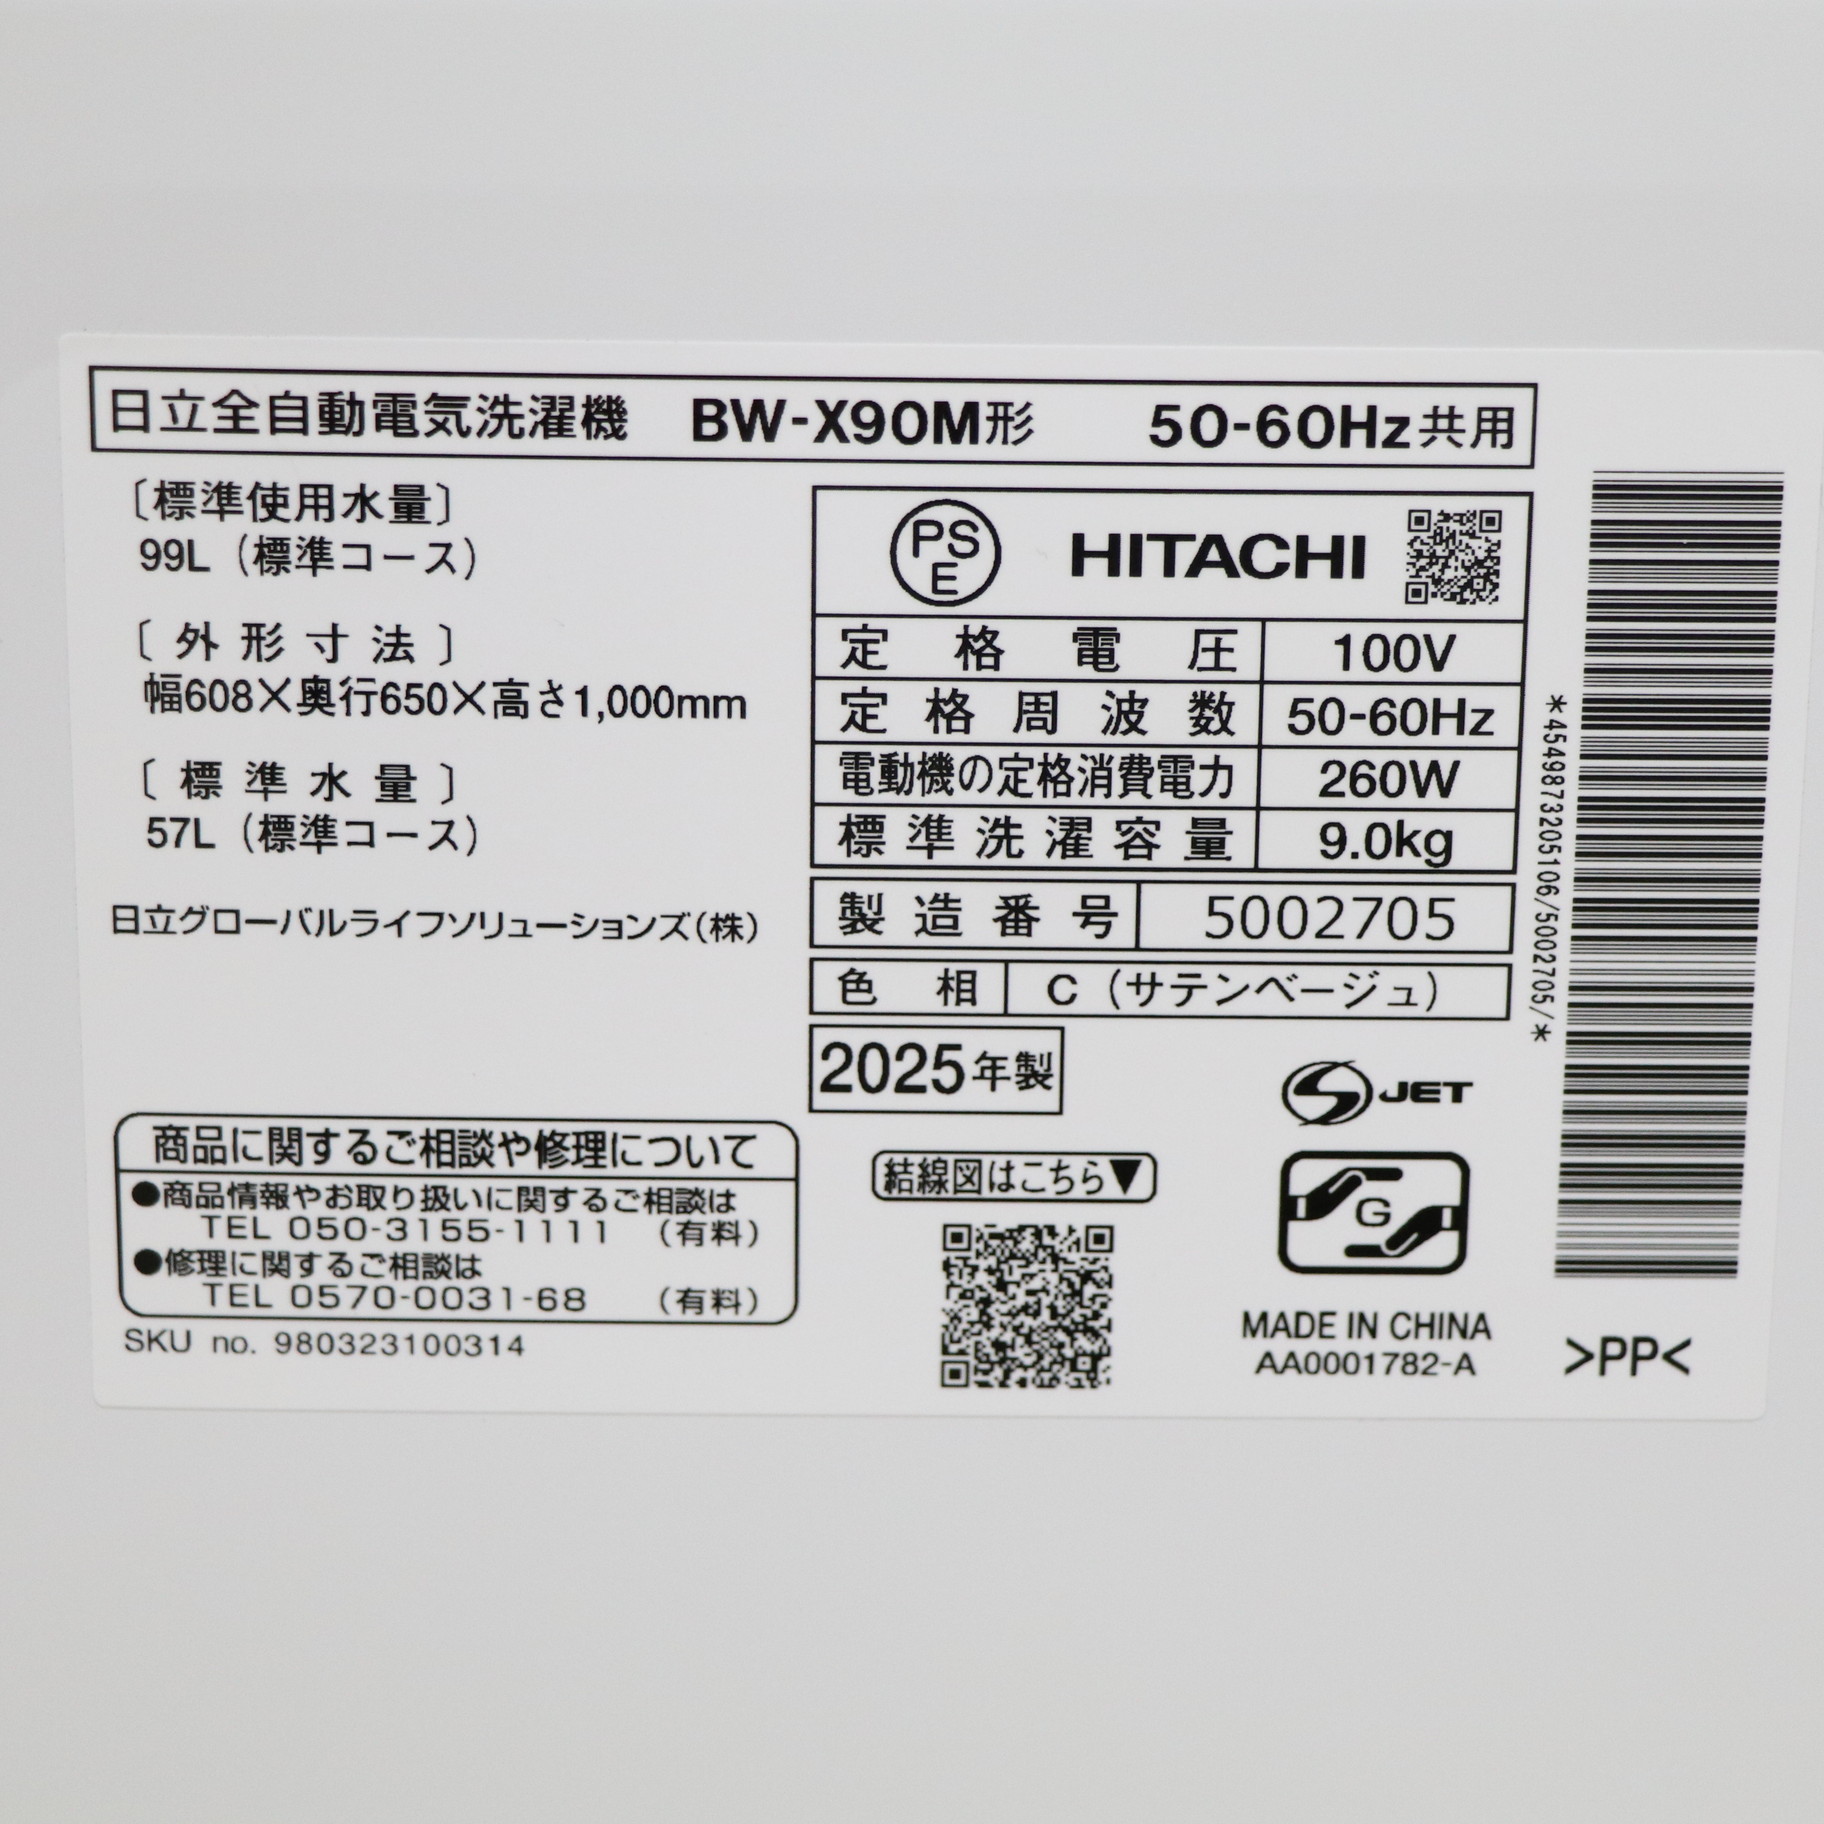 日立全自動電気洗濯機 BW-X90M形 50-60Hz共用
〔標準使用水量〕
99L（標準コース）
〔外形寸法〕
幅608×奥行650×高さ1,000mm
〔標準水量〕
57L（標準コース）
日立グローバルライフソリューションズ(株)
PS
E
HITACHI
定格電圧 100V
定格周波数 50-60Hz
電動機の定格消費電力 260W
標準洗濯容量 9.0kg
製造番号 5002705
色相 C（サテンベージュ）
2025年製
商品に関するご相談や修理について
●商品情報やお取り扱いに関するご相談は
TEL 050-3155-1111 （有料）
●修理に関するご相談は
TEL 0570-0031-68 （有料）
SKU no. 980323100314
結線図はこちら▼
S JET
G
MADE IN CHINA
AA0001782-A
>PP<
*4549873205106/5002705/*